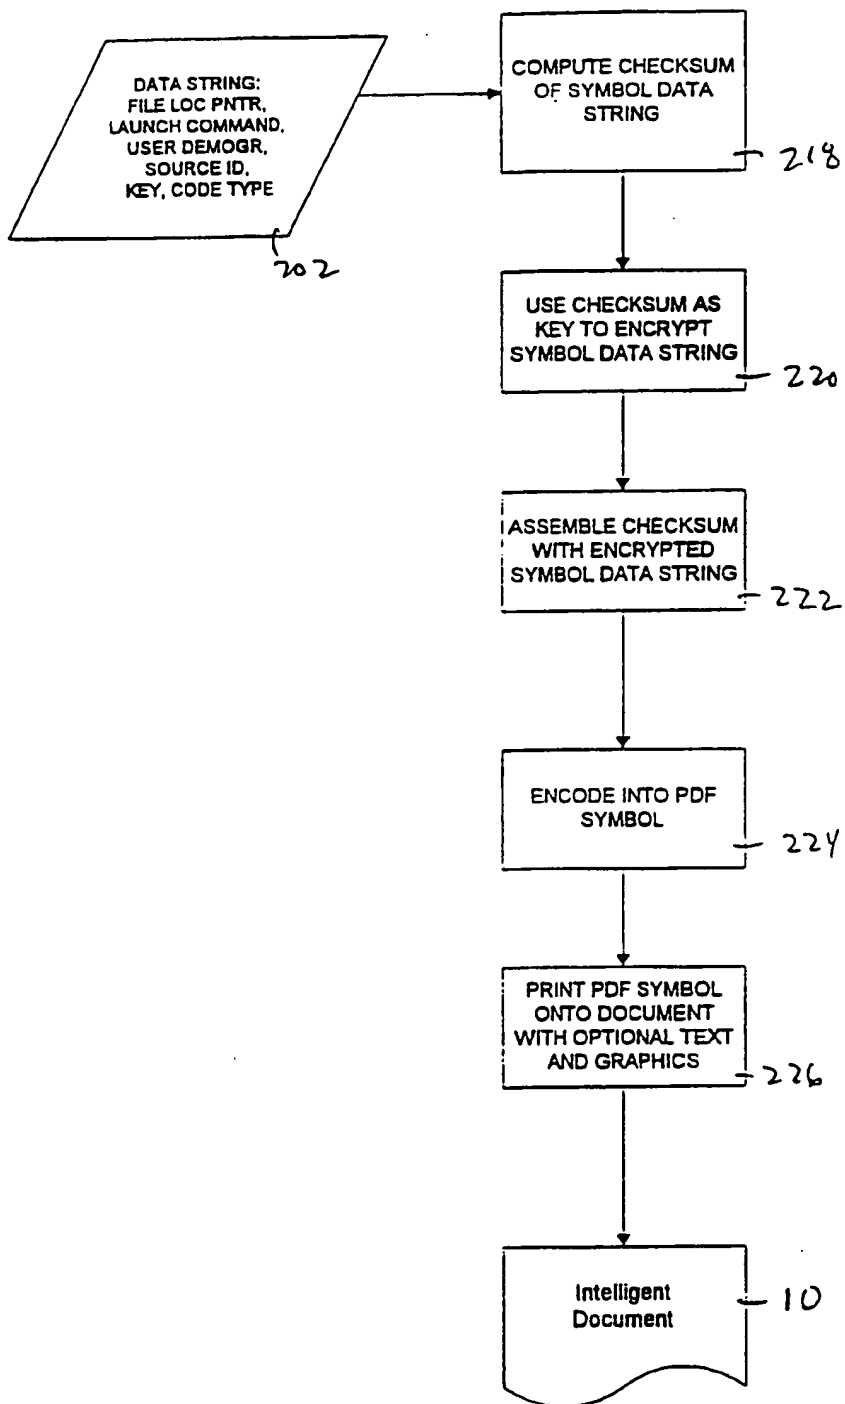 DATA STRING:
FILE LOC PNTR,
LAUNCH COMMAND,
USER DEMOGR,
SOURCE ID,
KEY, CODE TYPE
202
COMPUTE CHECKSUM
OF SYMBOL DATA
STRING
218
USE CHECKSUM AS
KEY TO ENCRYPT
SYMBOL DATA STRING
220
ASSEMBLE CHECKSUM
WITH ENCRYPTED
SYMBOL DATA STRING
222
ENCODE INTO PDF
SYMBOL
224
PRINT PDF SYMBOL
ONTO DOCUMENT
WITH OPTIONAL TEXT
AND GRAPHICS
226
Intelligent
Document
10